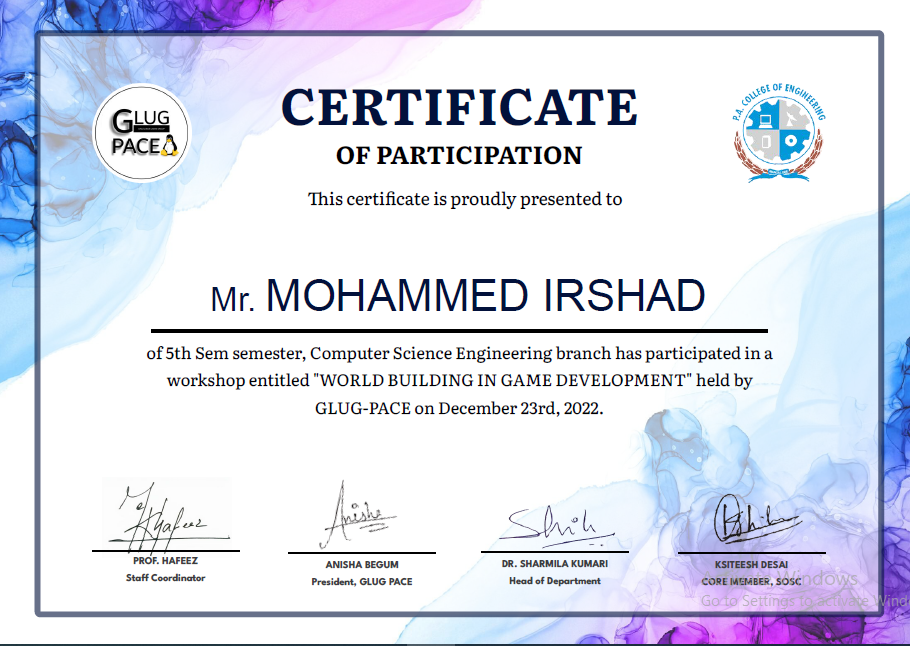 GLUG
PACE
P.A. COLLEGE OF ENGINEERING
CERTIFICATE
OF PARTICIPATION
This certificate is proudly presented to
Mr. MOHAMMED IRSHAD
of 5th Sem semester, Computer Science Engineering branch has participated in a
workshop entitled "WORLD BUILDING IN GAME DEVELOPMENT" held by
GLUG-PACE on December 23rd, 2022.
Khafeez
Anisha
PROF. HAFEEZ
Staff Coordinator
ANISHA BEGUM
President, GLUG PACE
DR. SHARMILA KUMARI
Head of Department
KSITEESH DESAI
CORE MEMBER, SOSC
Activate Windows
Go to Settings to activate Wind